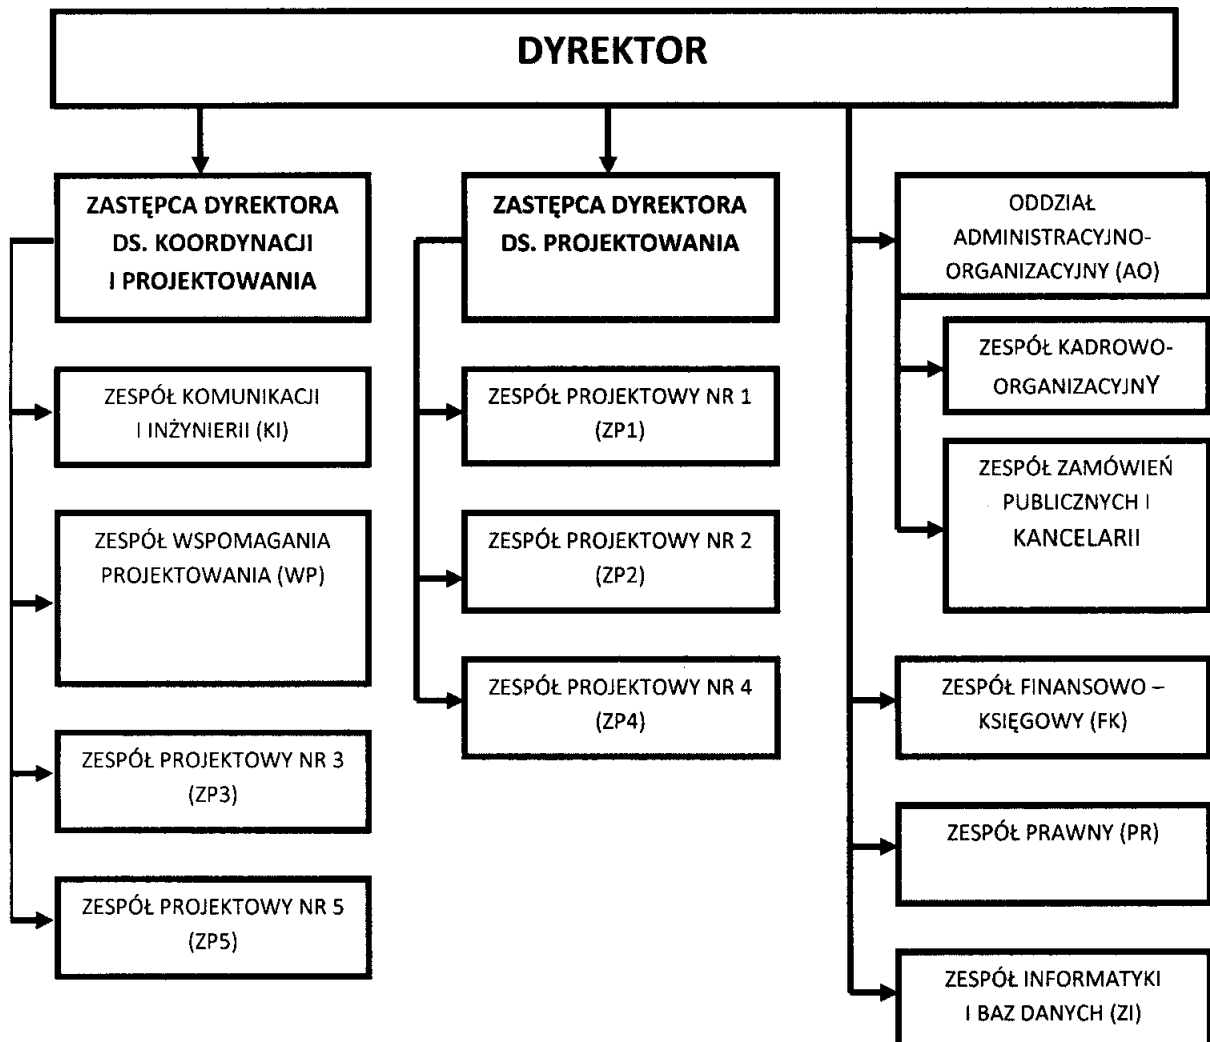 DYREKTOR
ZASTĘPCA DYREKTORA
DS. KOORDYNACJI
I PROJEKTOWANIA
ZESPÓŁ KOMUNIKACJI
I INŻYNIERII (KI)
ZESPÓŁ WSPOMAGANIA
PROJEKTOWANIA (WP)
ZESPÓŁ PROJEKTOWY NR 3
(ZP3)
ZESPÓŁ PROJEKTOWY NR 5
(ZP5)
ZASTĘPCA DYREKTORA
DS. PROJEKTOWANIA
ZESPÓŁ PROJEKTOWY NR 1
(ZP1)
ZESPÓŁ PROJEKTOWY NR 2
(ZP2)
ZESPÓŁ PROJEKTOWY NR 4
(ZP4)
ODDZIAŁ
ADMINISTRACYJNO-
ORGANIZACYJNY (AO)
ZESPÓŁ KADROWO-
ORGANIZACYJNY
ZESPÓŁ ZAMÓWIEŃ
PUBLICZNYCH I
KANCELARII
ZESPÓŁ FINANSOWO –
KSIĘGOWY (FK)
ZESPÓŁ PRAWNY (PR)
ZESPÓŁ INFORMATYKI
I BAZ DANYCH (ZI)